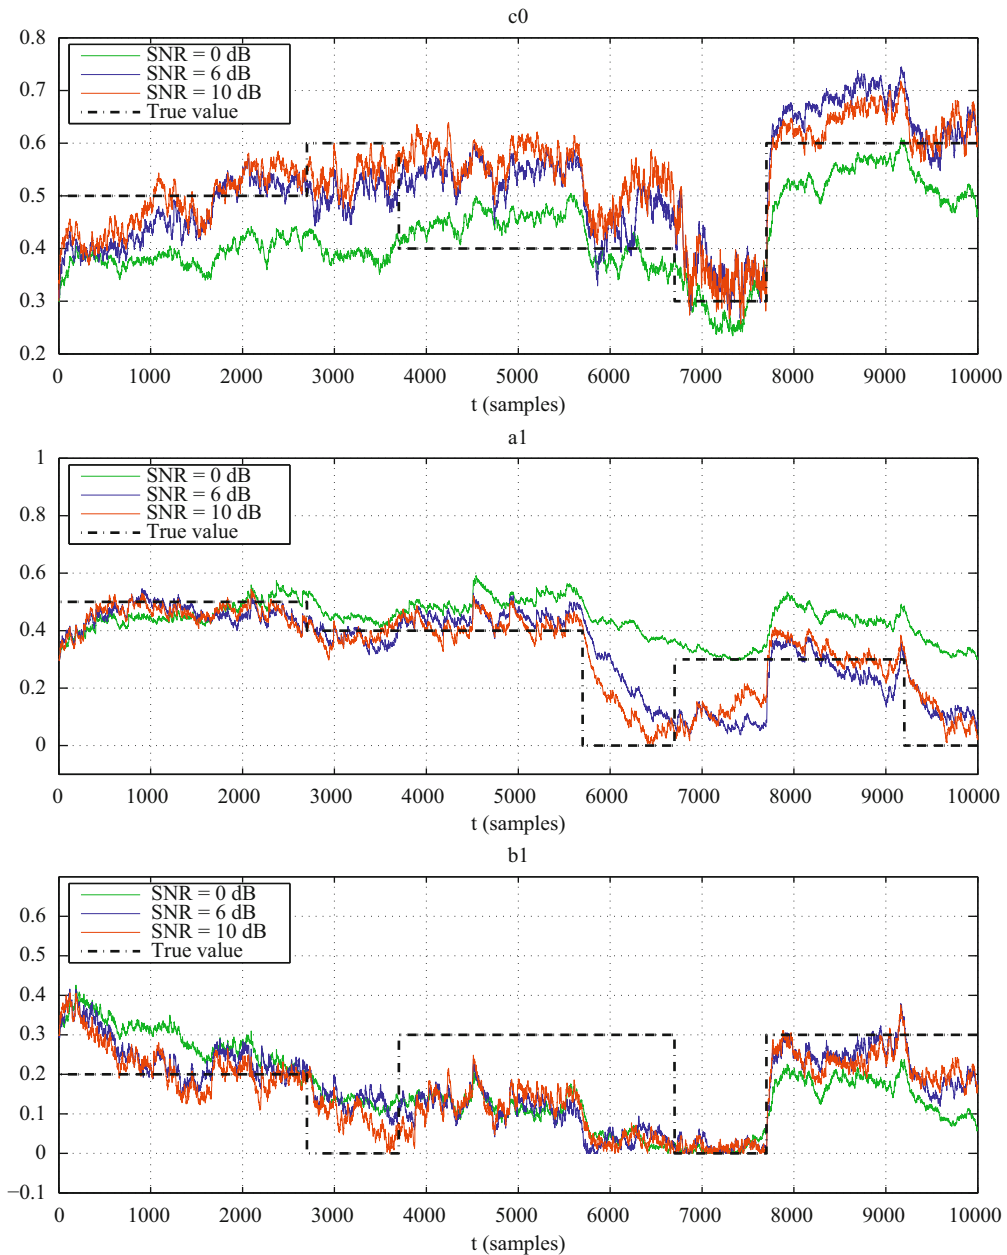 c0
0.8
0.7
0.6
0.5
0.4
0.3
0.2
SNR = 0 dB
SNR = 6 dB
SNR = 10 dB
True value
0 1000 2000 3000 4000 5000 6000 7000 8000 9000 10000
t (samples)
a1
1
0.8
0.6
0.4
0.2
0
SNR = 0 dB
SNR = 6 dB
SNR = 10 dB
True value
0 1000 2000 3000 4000 5000 6000 7000 8000 9000 10000
t (samples)
b1
0.6
0.5
0.4
0.3
0.2
0.1
0
−0.1
SNR = 0 dB
SNR = 6 dB
SNR = 10 dB
True value
0 1000 2000 3000 4000 5000 6000 7000 8000 9000 10000
t (samples)